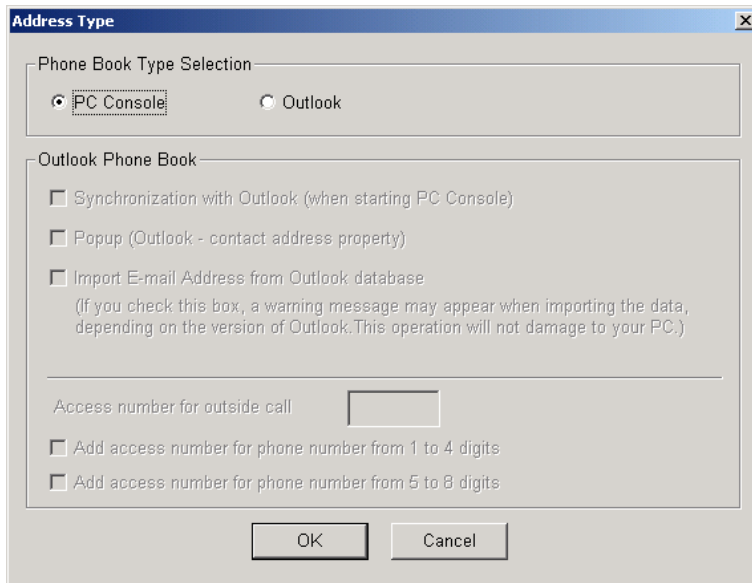 Address Type
Phone Book Type Selection
PC Console
Outlook
Outlook Phone Book
Synchronization with Outlook (when starting PC Console)
Popup (Outlook - contact address property)
Import E-mail Address from Outlook database
(If you check this box, a warning message may appear when importing the data,
depending on the version of Outlook.This operation will not damage to your PC.)
Access number for outside call
Add access number for phone number from 1 to 4 digits
Add access number for phone number from 5 to 8 digits
OK
Cancel